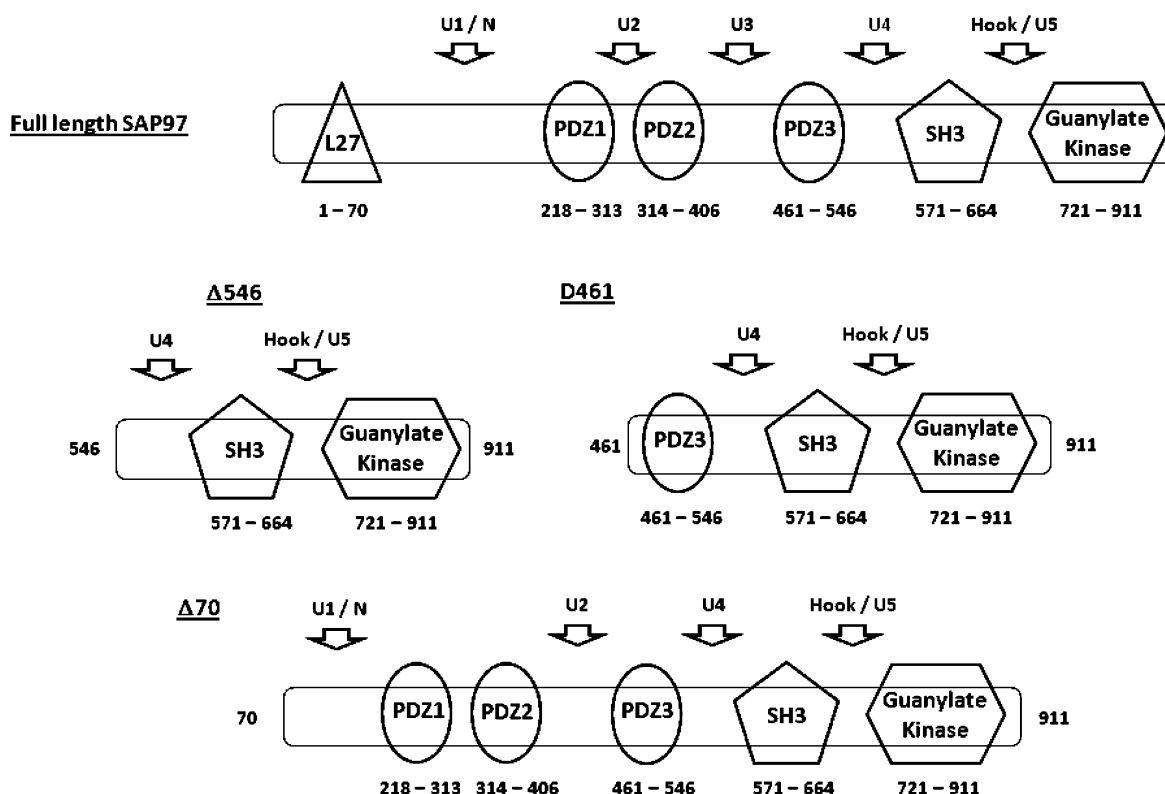 U1 / N U2 U3 U4 Hook / U5
Full length SAP97
L27 PDZ1 PDZ2 PDZ3 SH3 Guanylate
Kinase
1 – 70 218 – 313 314 – 406 461 – 546 571 – 664 721 – 911
Δ546 D461
U4 Hook / U5 U4 Hook / U5
546 SH3 Guanylate
Kinase 911 461 PDZ3 SH3 Guanylate
Kinase 911
571 – 664 721 – 911 461 – 546 571 – 664 721 – 911
Δ70
U1 / N U2 U4 Hook / U5
70 PDZ1 PDZ2 PDZ3 SH3 Guanylate
Kinase 911
218 – 313 314 – 406 461 – 546 571 – 664 721 – 911